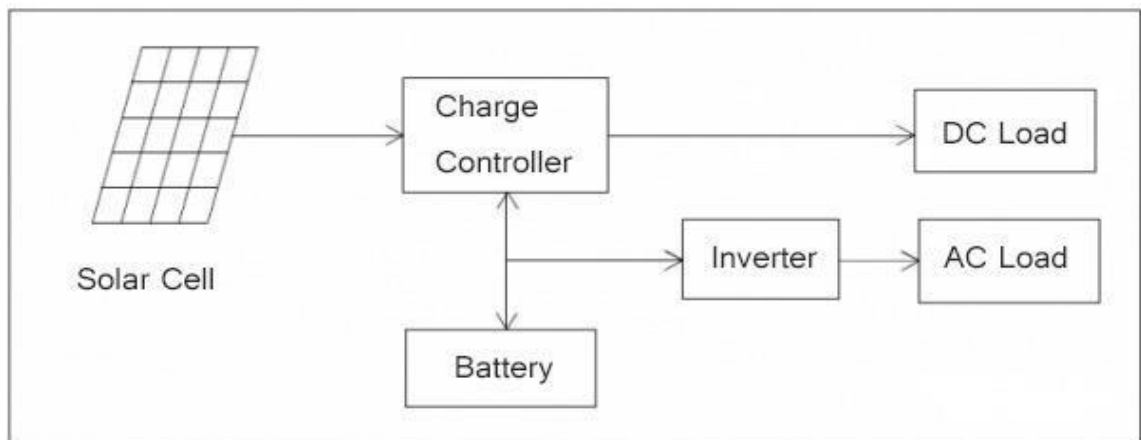 Charge
Controller
DC Load
Solar Cell
Inverter
AC Load
Battery